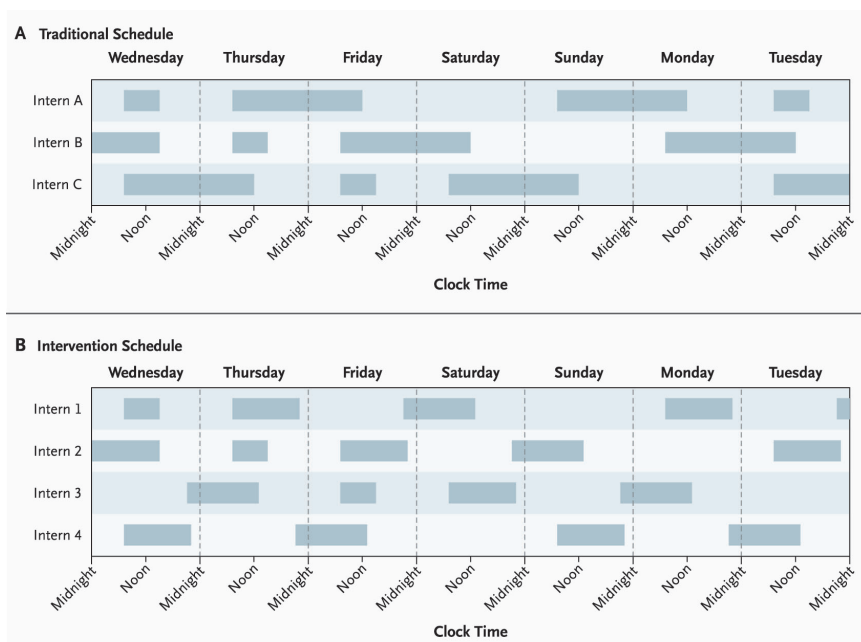 A Traditional Schedule
Wednesday Thursday Friday Saturday Sunday Monday Tuesday
Intern A
Intern B
Intern C
Midnight Noon Midnight Noon Midnight Noon Midnight Noon Midnight Noon Midnight Noon Midnight Noon Midnight
Clock Time
B Intervention Schedule
Wednesday Thursday Friday Saturday Sunday Monday Tuesday
Intern 1
Intern 2
Intern 3
Intern 4
Midnight Noon Midnight Noon Midnight Noon Midnight Noon Midnight Noon Midnight Noon Midnight Noon Midnight
Clock Time